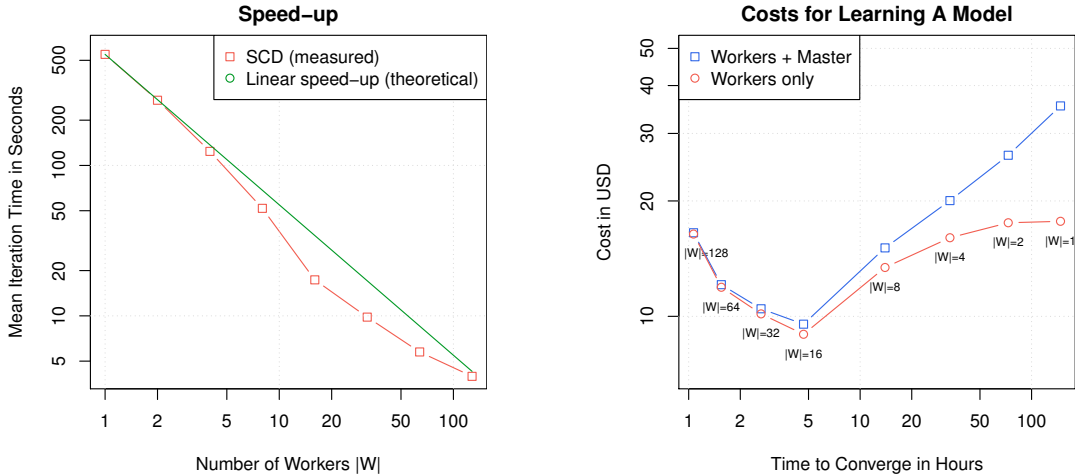 Speed-up
SCD (measured)
Linear speed-up (theoretical)
500
200
100
50
20
10
5
Mean Iteration Time in Seconds
1 2 5 10 20 50 100
Number of Workers |W|
Costs for Learning A Model
Workers + Master
Workers only
50
40
30
20
10
Cost in USD
|W|=128
|W|=64
|W|=32
|W|=16
|W|=8
|W|=4
|W|=2
|W|=1
1 2 5 10 20 50 100
Time to Converge in Hours